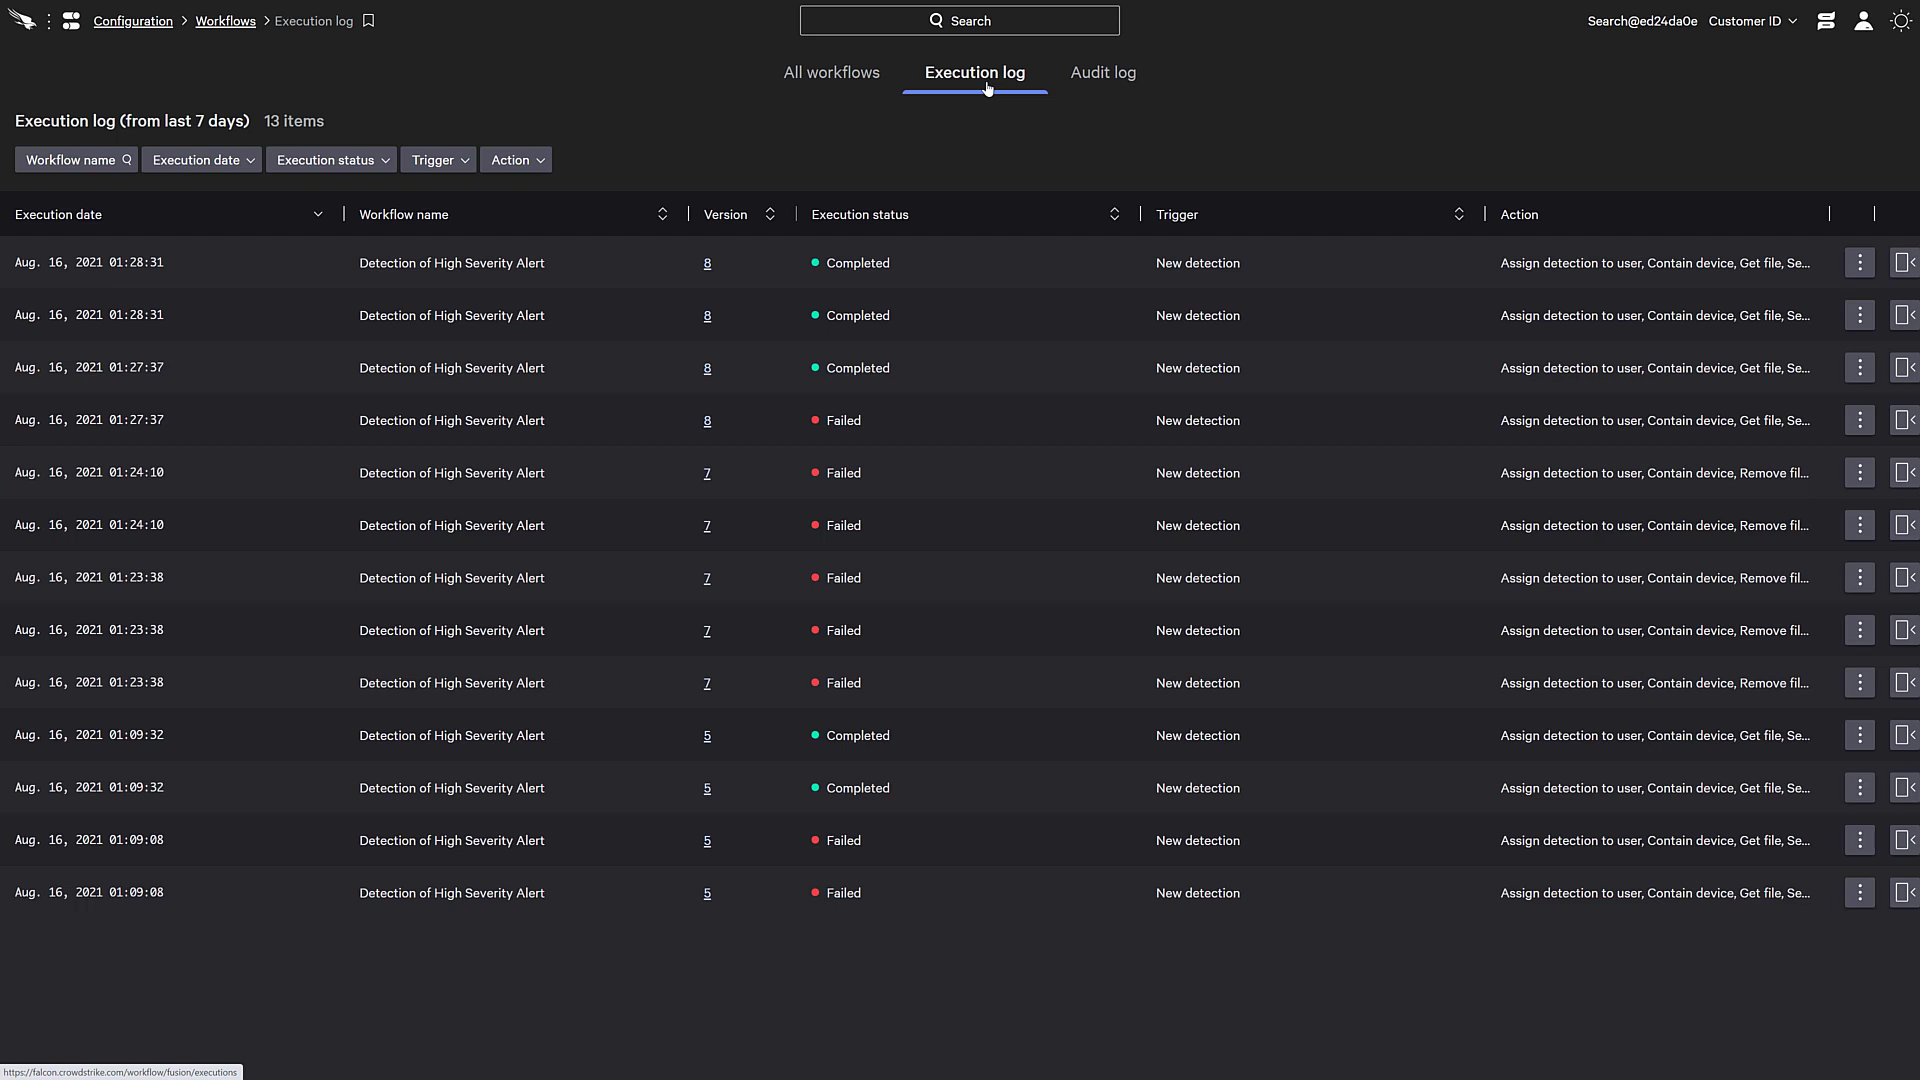 Configuration > Workflows > Execution log
Search
Search@ed24da0e Customer ID
All workflows Execution log Audit log
Execution log (from last 7 days) 13 items
Workflow name Execution date Execution status Trigger Action
Execution date Workflow name Version Execution status Trigger Action
Aug. 16, 2021 01:28:31 Detection of High Severity Alert 8 Completed New detection Assign detection to user, Contain device, Get file, Se...
Aug. 16, 2021 01:28:31 Detection of High Severity Alert 8 Completed New detection Assign detection to user, Contain device, Get file, Se...
Aug. 16, 2021 01:27:37 Detection of High Severity Alert 8 Completed New detection Assign detection to user, Contain device, Get file, Se...
Aug. 16, 2021 01:27:37 Detection of High Severity Alert 8 Failed New detection Assign detection to user, Contain device, Get file, Se...
Aug. 16, 2021 01:24:10 Detection of High Severity Alert 7 Failed New detection Assign detection to user, Contain device, Remove fil...
Aug. 16, 2021 01:24:10 Detection of High Severity Alert 7 Failed New detection Assign detection to user, Contain device, Remove fil...
Aug. 16, 2021 01:23:38 Detection of High Severity Alert 7 Failed New detection Assign detection to user, Contain device, Remove fil...
Aug. 16, 2021 01:23:38 Detection of High Severity Alert 7 Failed New detection Assign detection to user, Contain device, Remove fil...
Aug. 16, 2021 01:23:38 Detection of High Severity Alert 7 Failed New detection Assign detection to user, Contain device, Remove fil...
Aug. 16, 2021 01:09:32 Detection of High Severity Alert 5 Completed New detection Assign detection to user, Contain device, Get file, Se...
Aug. 16, 2021 01:09:32 Detection of High Severity Alert 5 Completed New detection Assign detection to user, Contain device, Get file, Se...
Aug. 16, 2021 01:09:08 Detection of High Severity Alert 5 Failed New detection Assign detection to user, Contain device, Get file, Se...
Aug. 16, 2021 01:09:08 Detection of High Severity Alert 5 Failed New detection Assign detection to user, Contain device, Get file, Se...
https://falcon.crowdstrike.com/workflow/fusion/executions